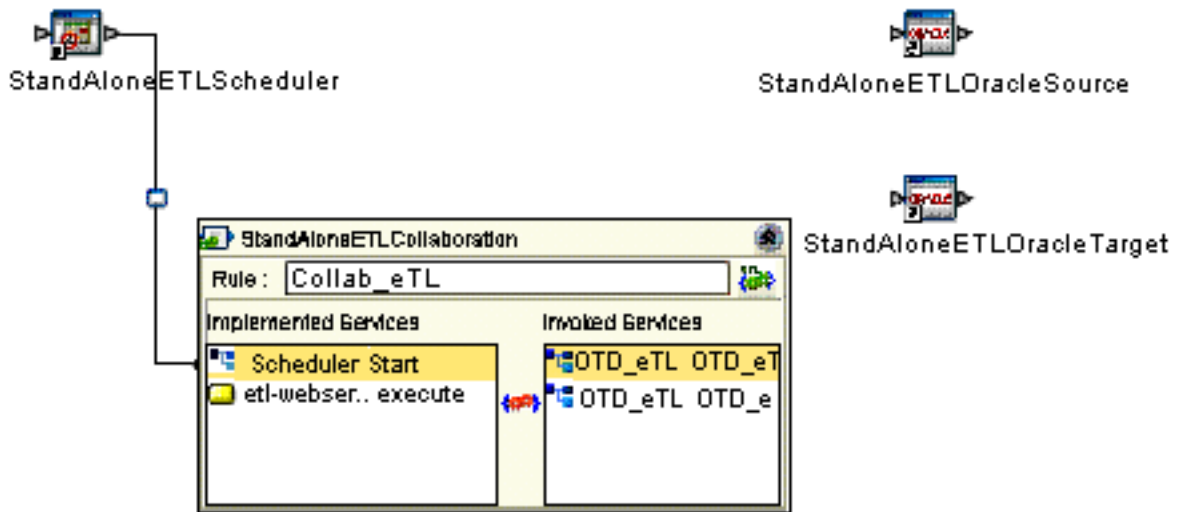 StandAloneETLScheduler
StandAloneETLOracleSource
StandAloneETLOracleTarget
StandAloneETLCollaboration
Rule : Collab_eTL
Implemented Services
Invoked Services
Scheduler Start
OTD_eTL OTD_eT
etl-webser.. execute
OTD_eTL OTD_e